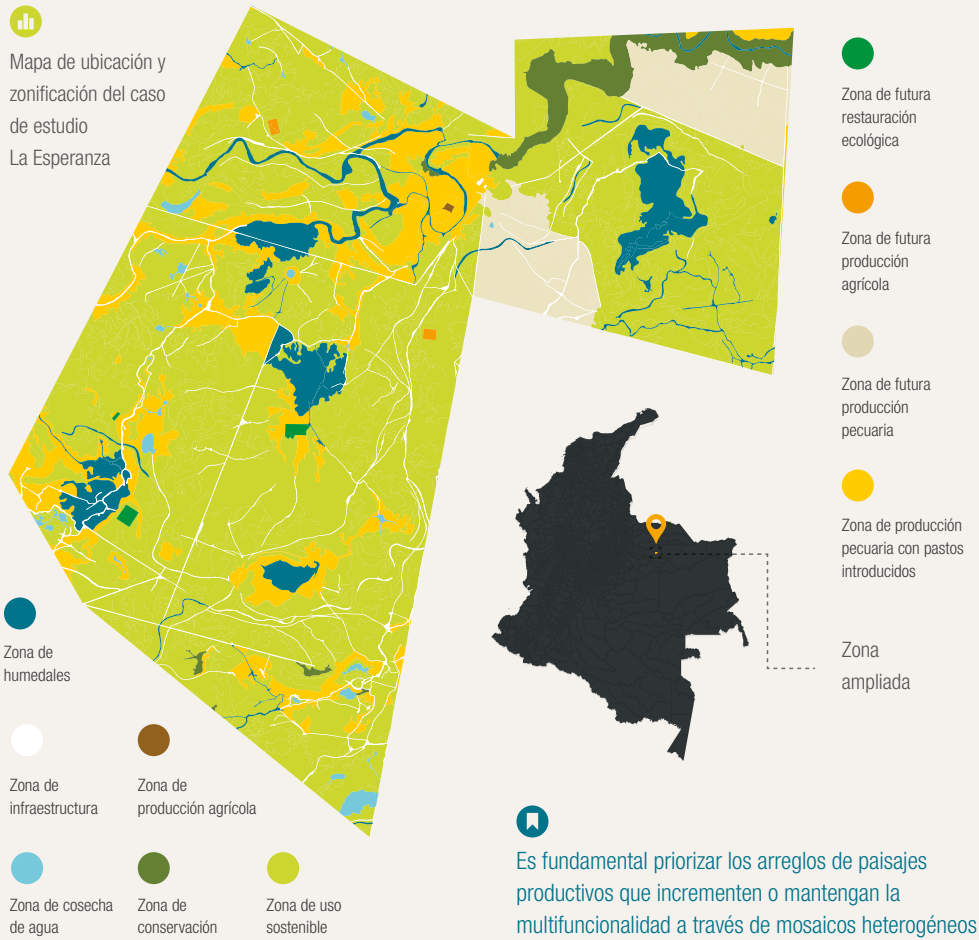 Mapa de ubicación y
zonificación del caso
de estudio
La Esperanza
Zona de futura
restauración
ecológica
Zona de futura
producción
agrícola
Zona de futura
producción
pecuaria
Zona de producción
pecuaria con pastos
introducidos
Zona
ampliada
Zona de
humedales
Zona de
infraestructura
Zona de
producción agrícola
Zona de cosecha
de agua
Zona de
conservación
Zona de uso
sostenible
Es fundamental priorizar los arreglos de paisajes
productivos que incrementen o mantengan la
multifuncionalidad a través de mosaicos heterogéneos